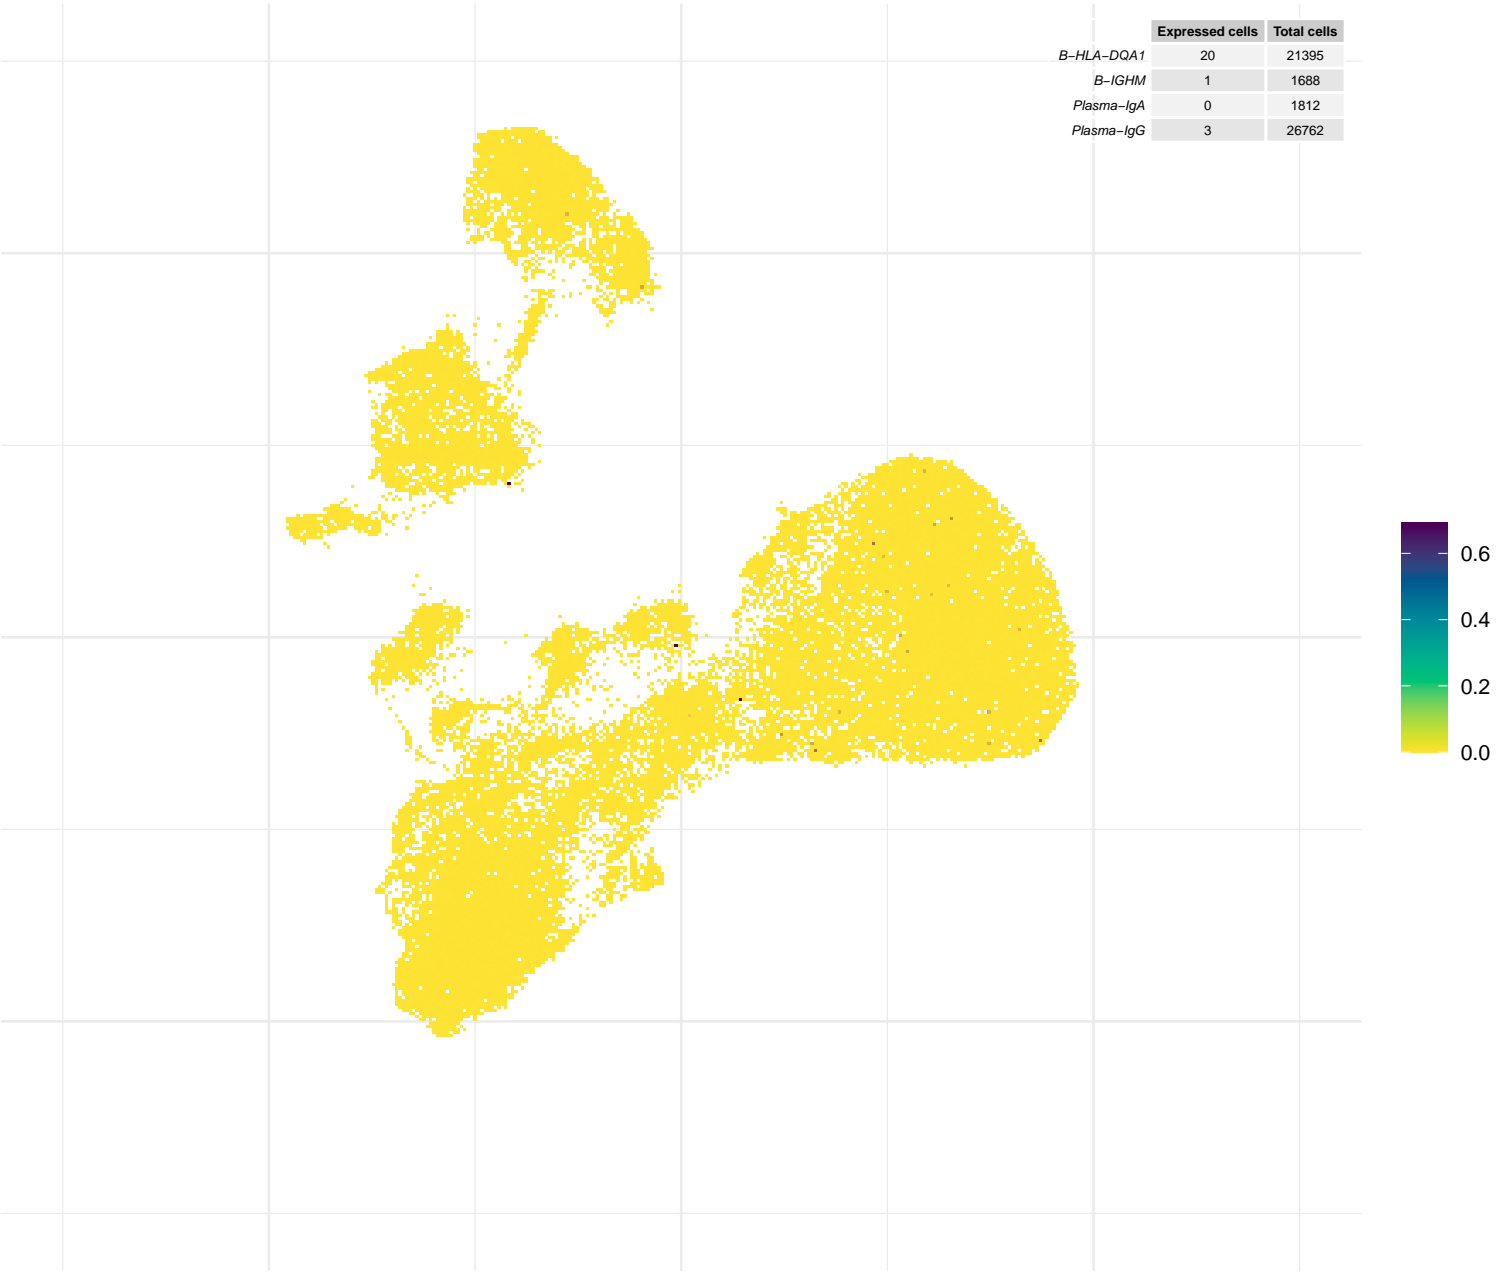 Expressed cells Total cells
B−HLA−DQA1 20 21395
B−IGHM 1 1688
Plasma−IgA 0 1812
Plasma−IgG 3 26762
0.6
0.4
0.2
0.0